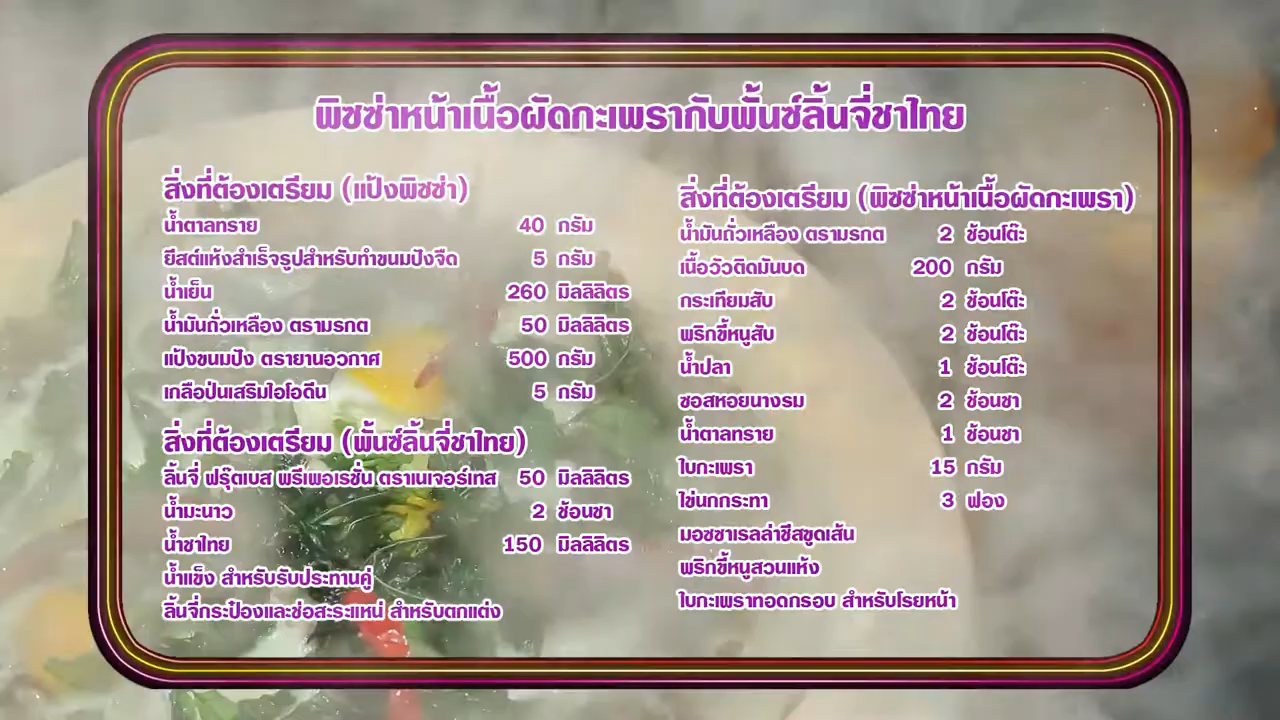 พิซซ่าหน้าเนื้อผัดกะเพรากับพั้นซ์ลิ้นจี่ชาไทย
สิ่งที่ต้องเตรียม (แป้งพิซซ่า)
น้ำตาลทราย 40 กรัม
ยีสต์แห้งสำเร็จรูปสำหรับทำขนมปังจืด 5 กรัม
น้ำเย็น 260 มิลลิลิตร
น้ำมันถั่วเหลือง ตรามรกต 50 มิลลิลิตร
แป้งขนมปัง ตรายานอวกาศ 500 กรัม
เกลือป่นเสริมไอโอดีน 5 กรัม
สิ่งที่ต้องเตรียม (พั้นซ์ลิ้นจี่ชาไทย)
ลิ้นจี่ ฟรุ๊ตเบส พรีเพอเรชั่น ตราเนเจอร์เทส 50 มิลลิลิตร
น้ำมะนาว 2 ช้อนชา
น้ำชาไทย 150 มิลลิลิตร
น้ำแข็ง สำหรับรับประทานคู่
ลิ้นจี่กระป๋องและช่อสะระแหน่ สำหรับตกแต่ง
สิ่งที่ต้องเตรียม (พิซซ่าหน้าเนื้อผัดกะเพรา)
น้ำมันถั่วเหลือง ตรามรกต 2 ช้อนโต๊ะ
เนื้อวัวติดมันบด 200 กรัม
กระเทียมสับ 2 ช้อนโต๊ะ
พริกขี้หนูสับ 2 ช้อนโต๊ะ
น้ำปลา 1 ช้อนโต๊ะ
ซอสหอยนางรม 2 ช้อนชา
น้ำตาลทราย 1 ช้อนชา
ใบกะเพรา 15 กรัม
ไข่นกกระทา 3 ฟอง
มอซซาเรลล่าชีสขูดเส้น
พริกขี้หนูสวนแห้ง
ใบกะเพราทอดกรอบ สำหรับโรยหน้า